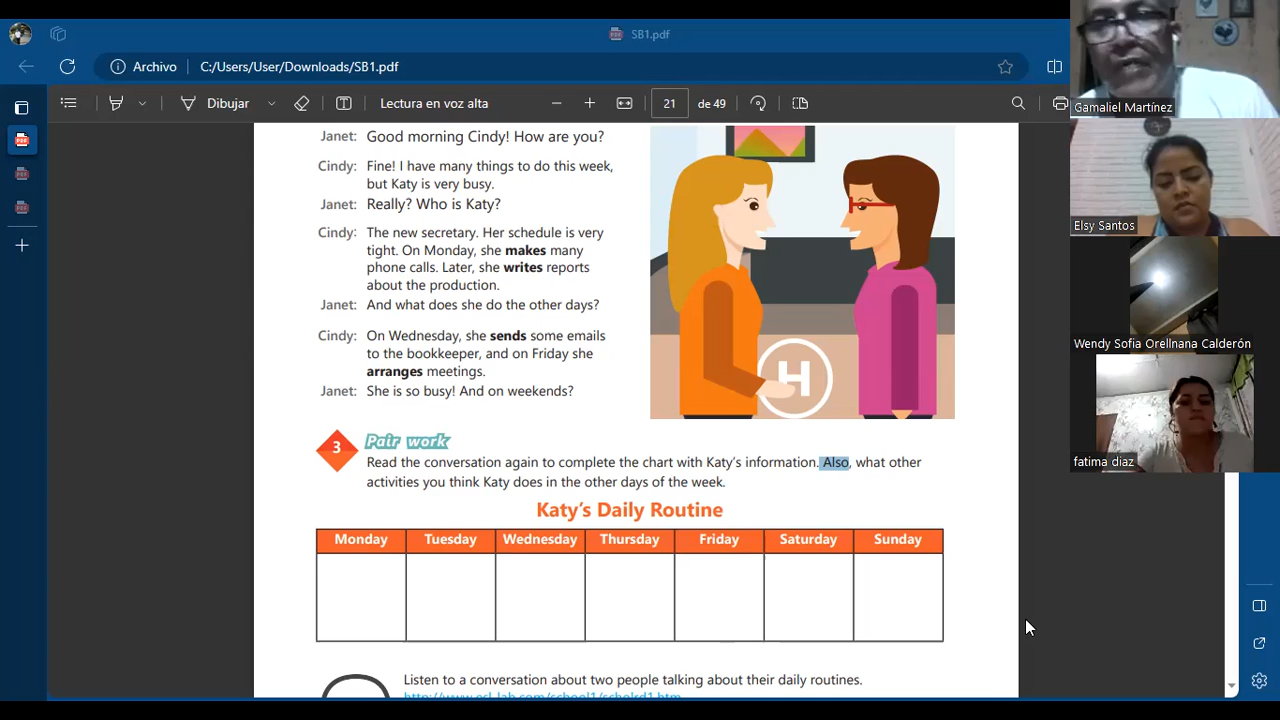 SB1.pdf
Archivo C:/Users/User/Downloads/SB1.pdf
Dibujar Lectura en voz alta 21 de 49
Janet: Good morning Cindy! How are you?
Cindy: Fine! I have many things to do this week,
but Katy is very busy.
Janet: Really? Who is Katy?
Cindy: The new secretary. Her schedule is very
tight. On Monday, she makes many
phone calls. Later, she writes reports
about the production.
Janet: And what does she do the other days?
Cindy: On Wednesday, she sends some emails
to the bookkeeper, and on Friday she
arranges meetings.
Janet: She is so busy! And on weekends?
H
3 Pair work
Read the conversation again to complete the chart with Katy's information. Also, what other
activities you think Katy does in the other days of the week.
Katy's Daily Routine
Monday Tuesday Wednesday Thursday Friday Saturday Sunday
Listen to a conversation about two people talking about their daily routines.
http://www.esl-lab.com/school1/scholrd1.htm
Gamaliel Martínez
Elsy Santos
Wendy Sofia Orellnana Calderón
fatima diaz